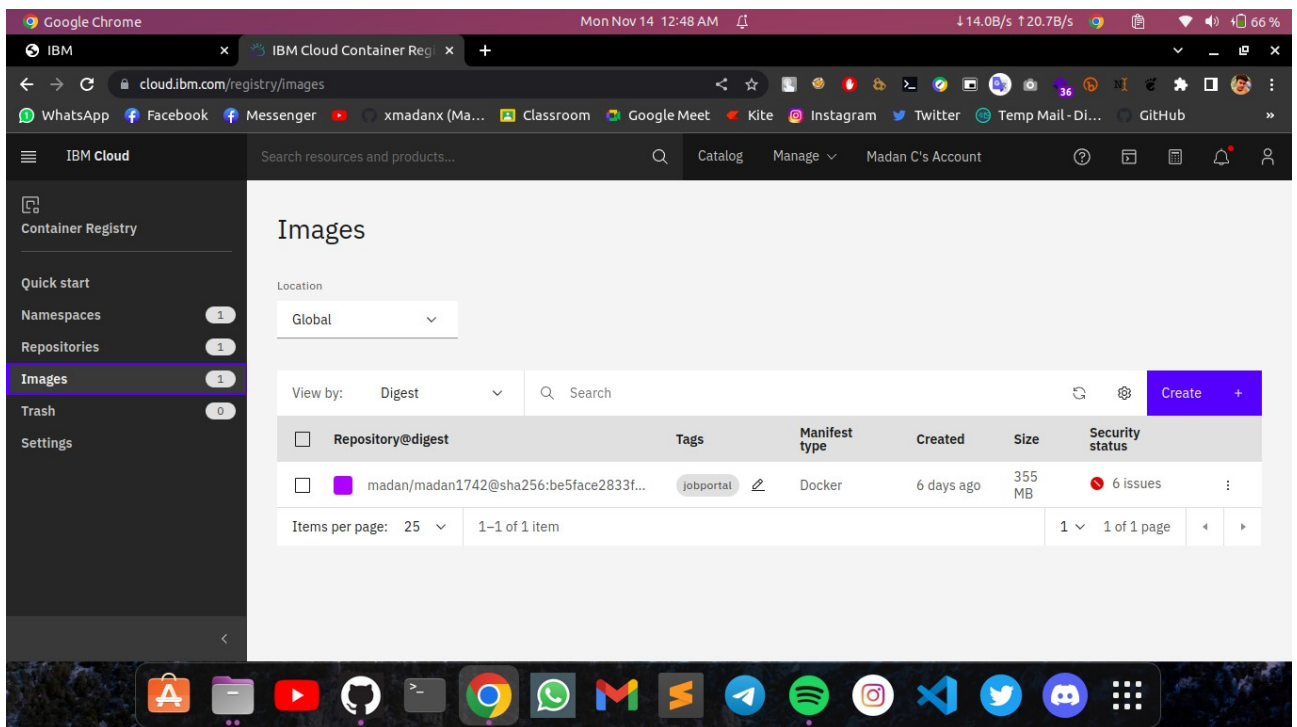 Google Chrome Mon Nov 14 12:48 AM ↓14.0B/s ↑20.7B/s 66 %
IBM IBM Cloud Container Regi
cloud.ibm.com/registry/images 36
WhatsApp Facebook Messenger xmadanx (Ma... Classroom Google Meet Kite Instagram Twitter Temp Mail - Di... GitHub »
IBM Cloud Search resources and products... Catalog Manage Madan C's Account
Container Registry
Quick start
Namespaces 1
Repositories 1
Images 1
Trash 0
Settings
Images
Location
Global
View by: Digest Search Create +
Repository@digest Tags Manifest type Created Size Security status
madan/madan1742@sha256:be5face2833f... jobportal Docker 6 days ago 355 MB 6 issues
Items per page: 25 1–1 of 1 item 1 1 of 1 page